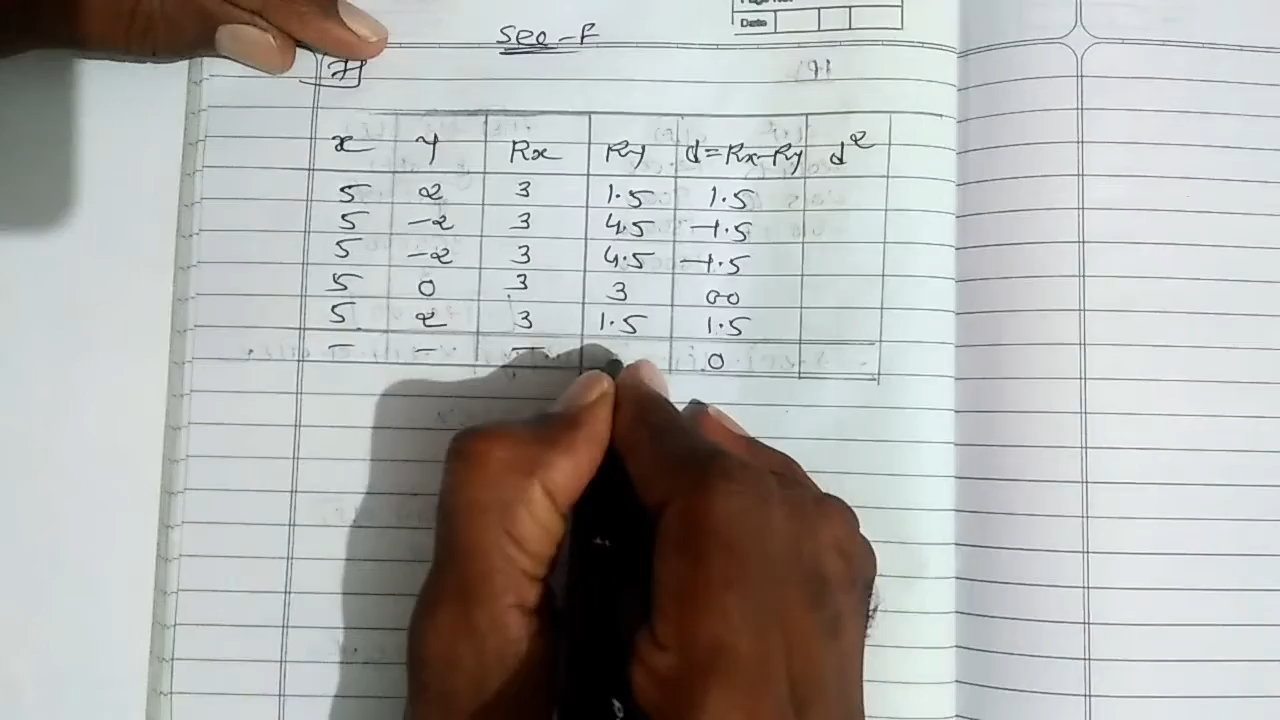 Date
Sec-F
7
x y Rx Ry d=Rx-Ry d²
5 2 3 1.5 1.5
5 -2 3 4.5 -1.5
5 -2 3 4.5 -1.5
5 0 3 3 00
5 2 3 1.5 1.5
- - - 0